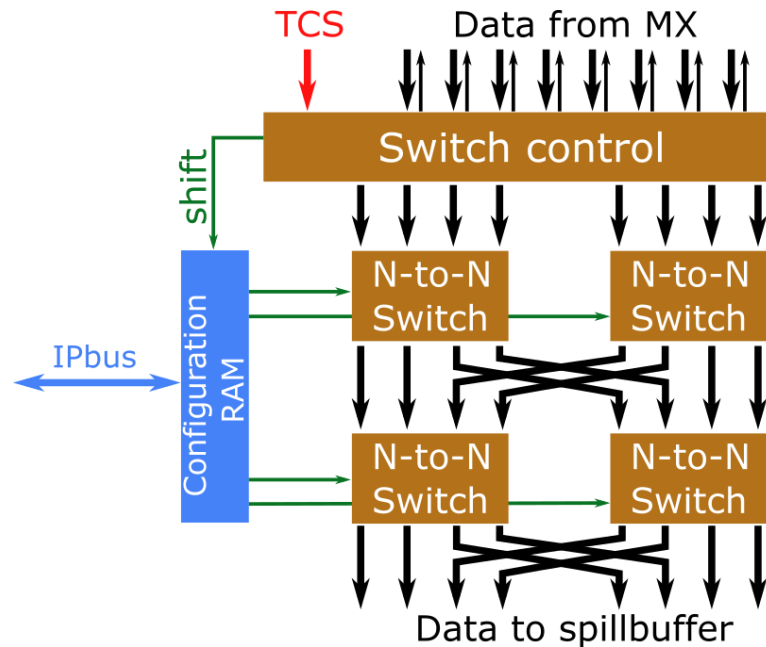 TCS
Data from MX
Switch control
shift
N-to-N
Switch
N-to-N
Switch
IPbus
Configuration
RAM
N-to-N
Switch
N-to-N
Switch
Data to spillbuffer